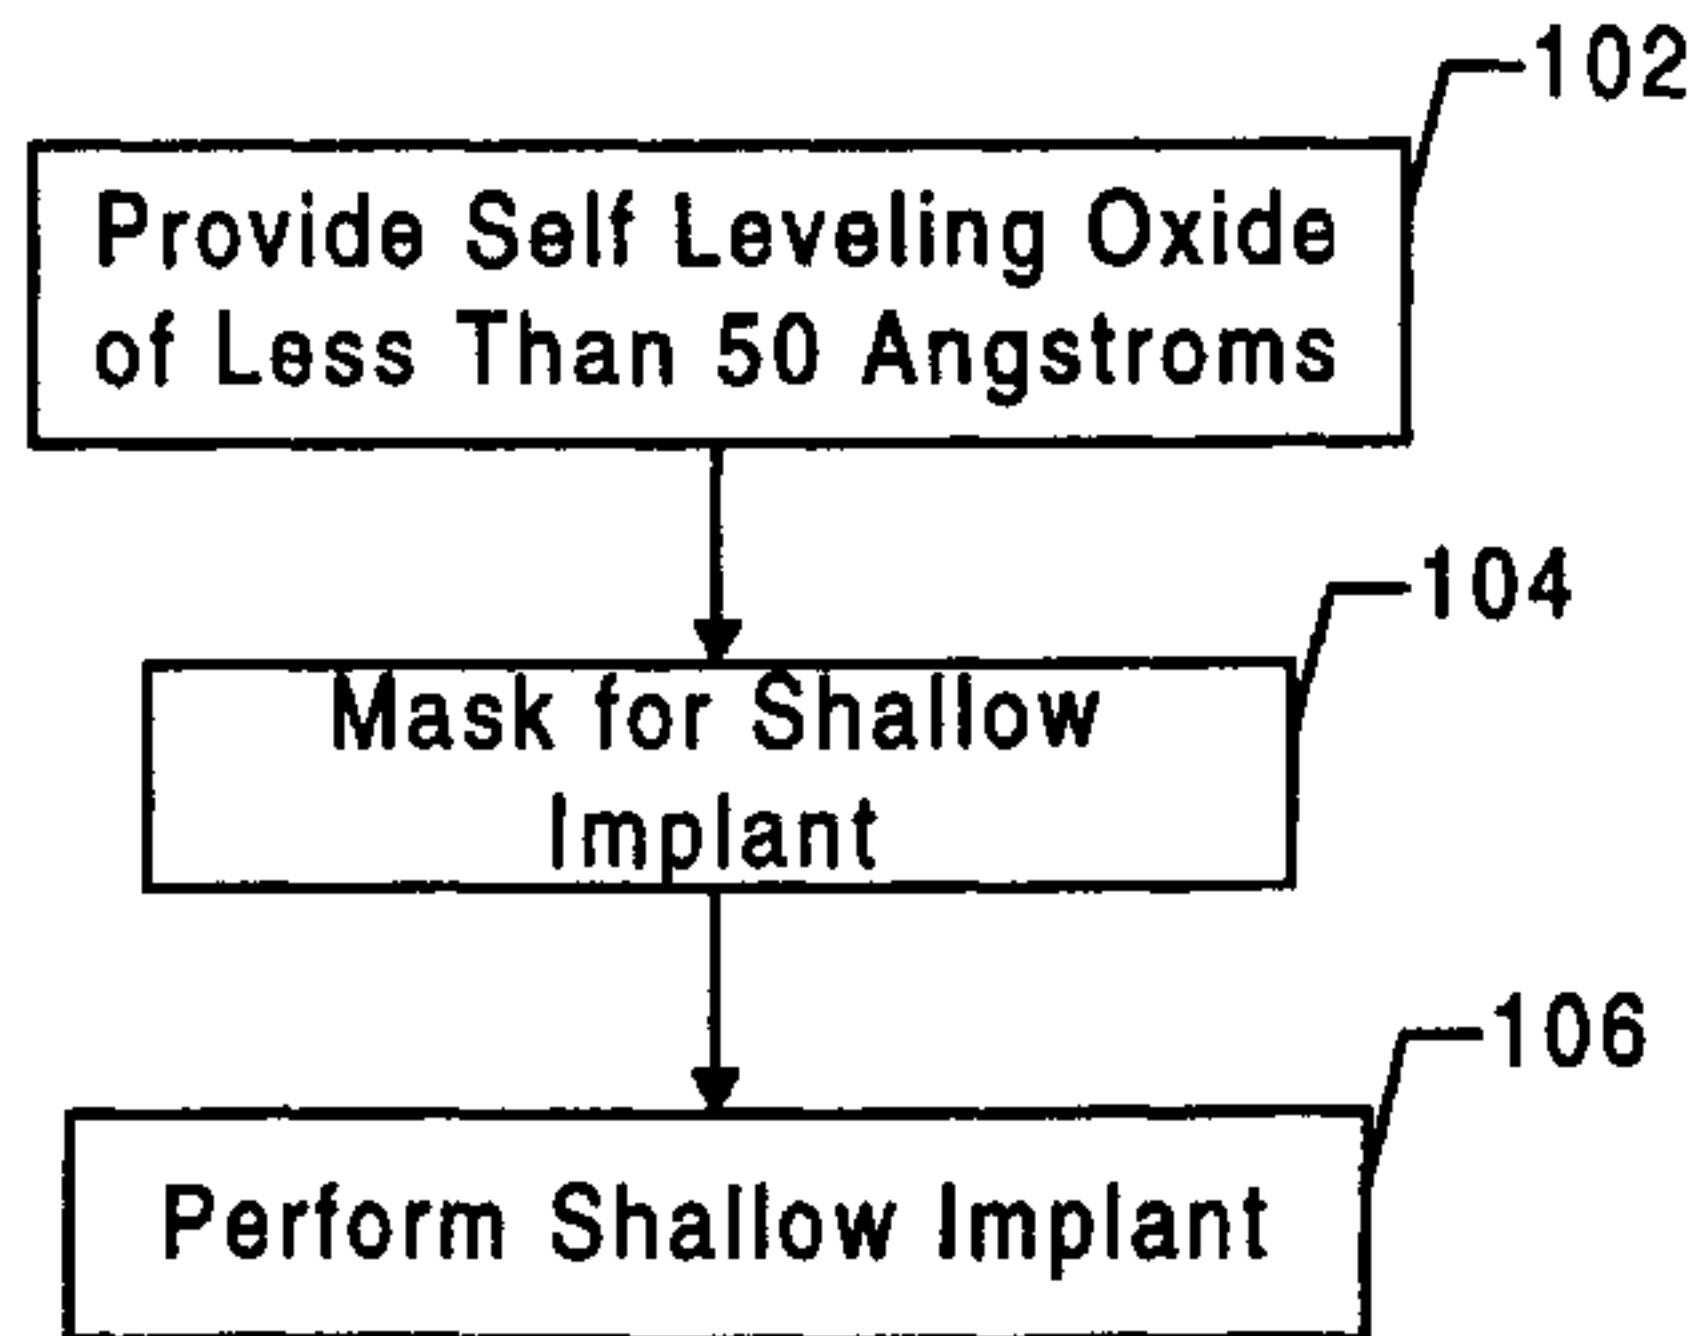 102
Provide Self Leveling Oxide
of Less Than 50 Angstroms
104
Mask for Shallow
Implant
106
Perform Shallow Implant